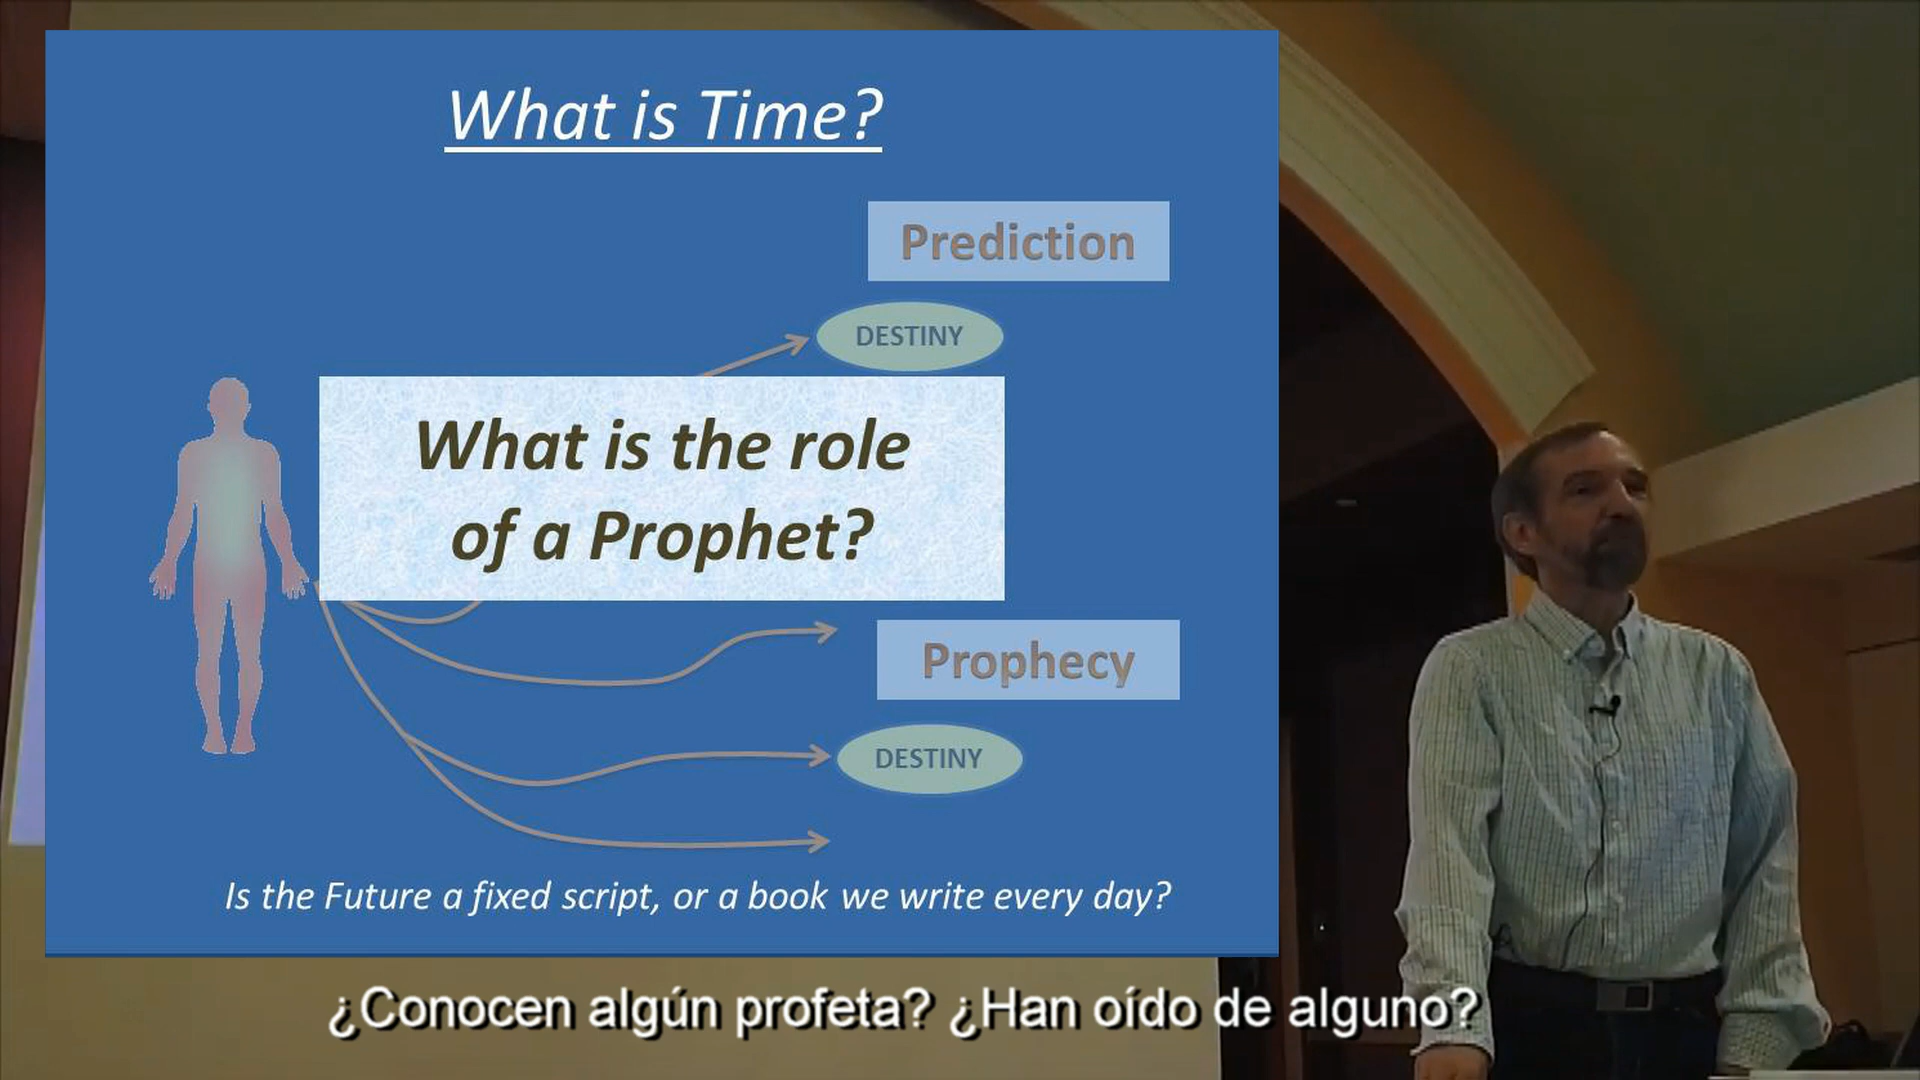 What is Time?
Prediction
DESTINY
What is the role
of a Prophet?
Prophecy
DESTINY
Is the Future a fixed script, or a book we write every day?
¿Conocen algún profeta? ¿Han oído de alguno?